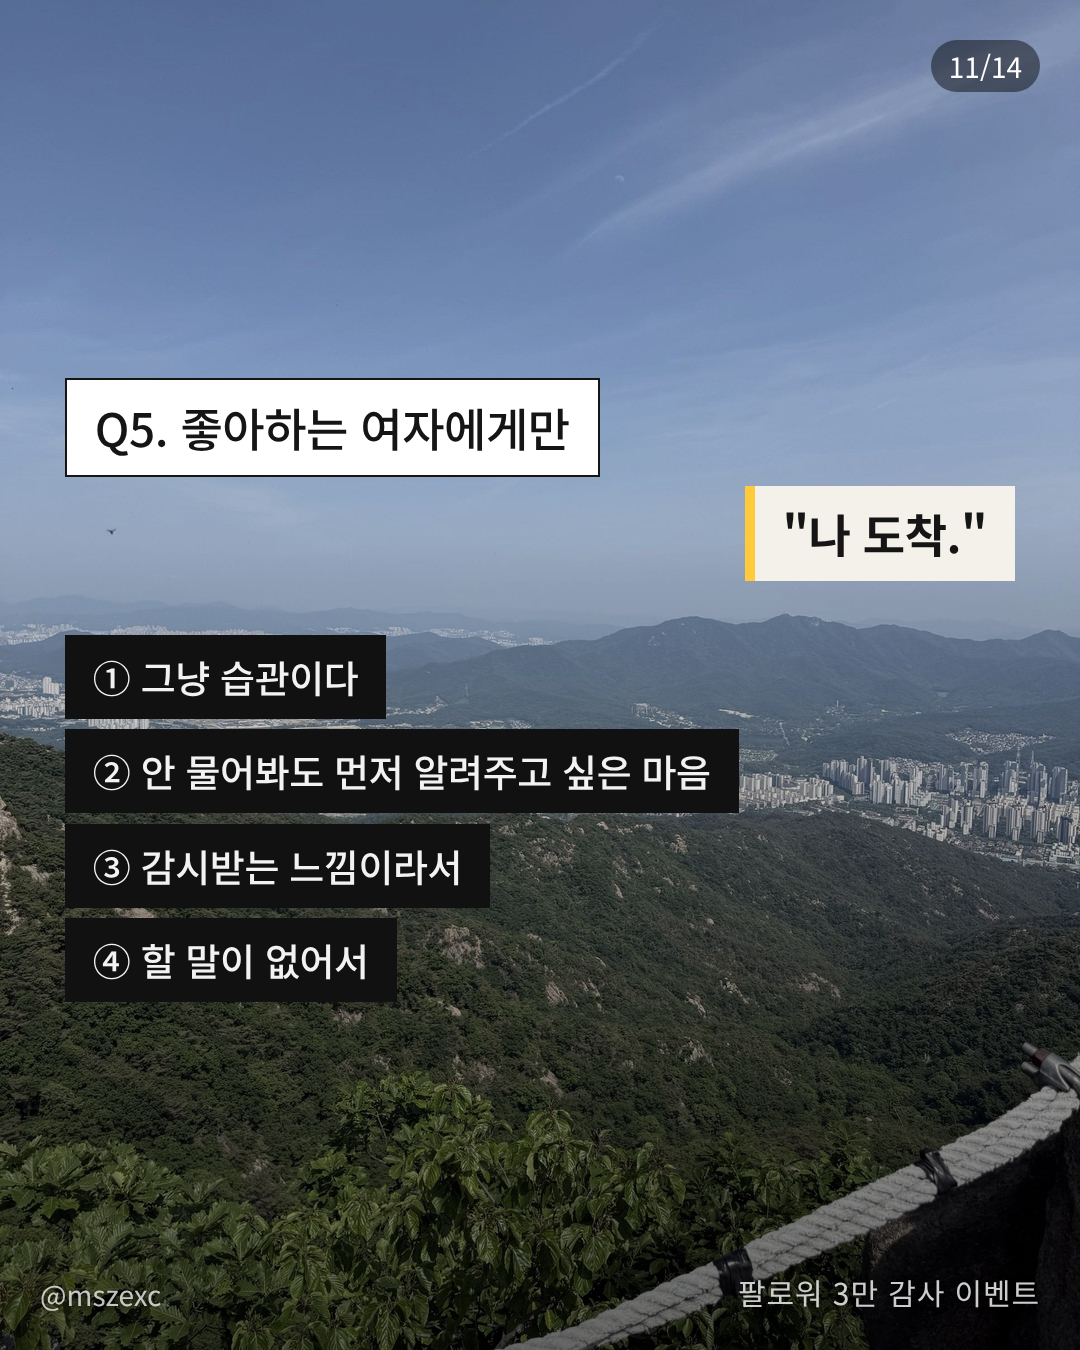 11/14
Q5. 좋아하는 여자에게만
"나 도착."
① 그냥 습관이다
② 안 물어봐도 먼저 알려주고 싶은 마음
③ 감시받는 느낌이라서
④ 할 말이 없어서
@mszexc
팔로워 3만 감사 이벤트